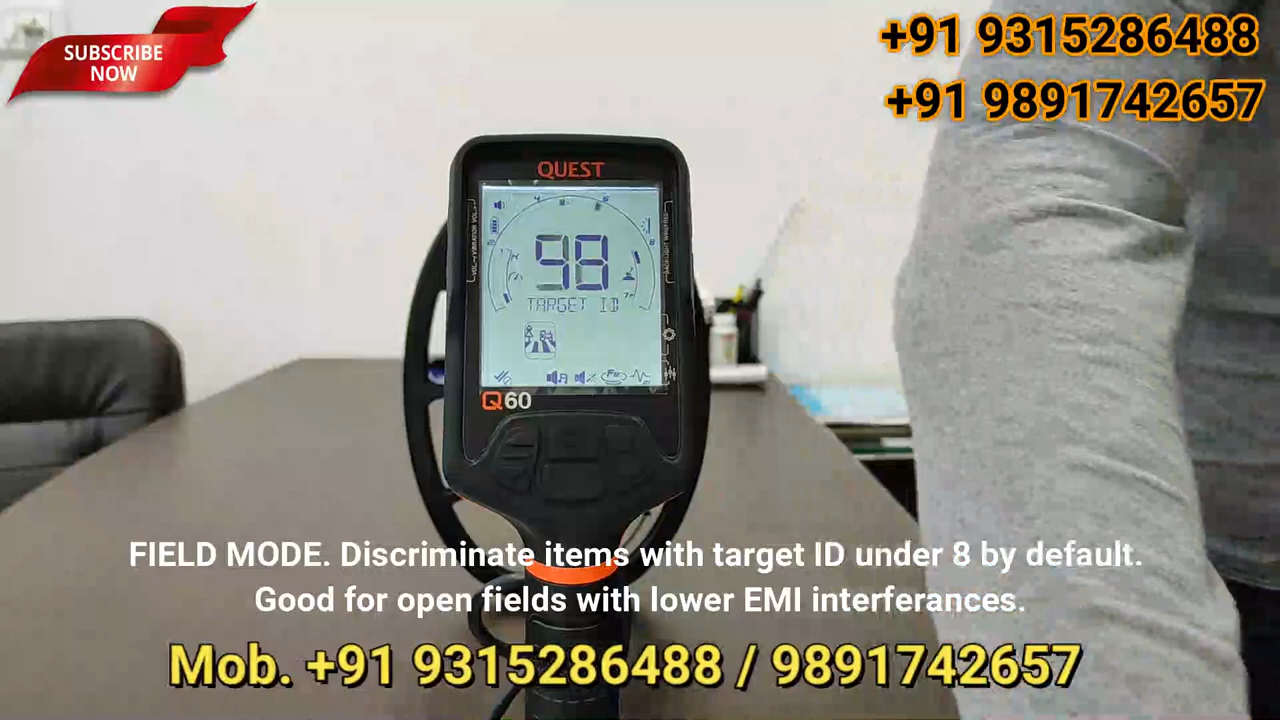 SUBSCRIBE
NOW
+91 9315286488
+91 9891742657
QUEST
98
TARGET ID
Q60
FIELD MODE. Discriminate items with target ID under 8 by default.
Good for open fields with lower EMI interferances.
Mob. +91 9315286488 / 9891742657